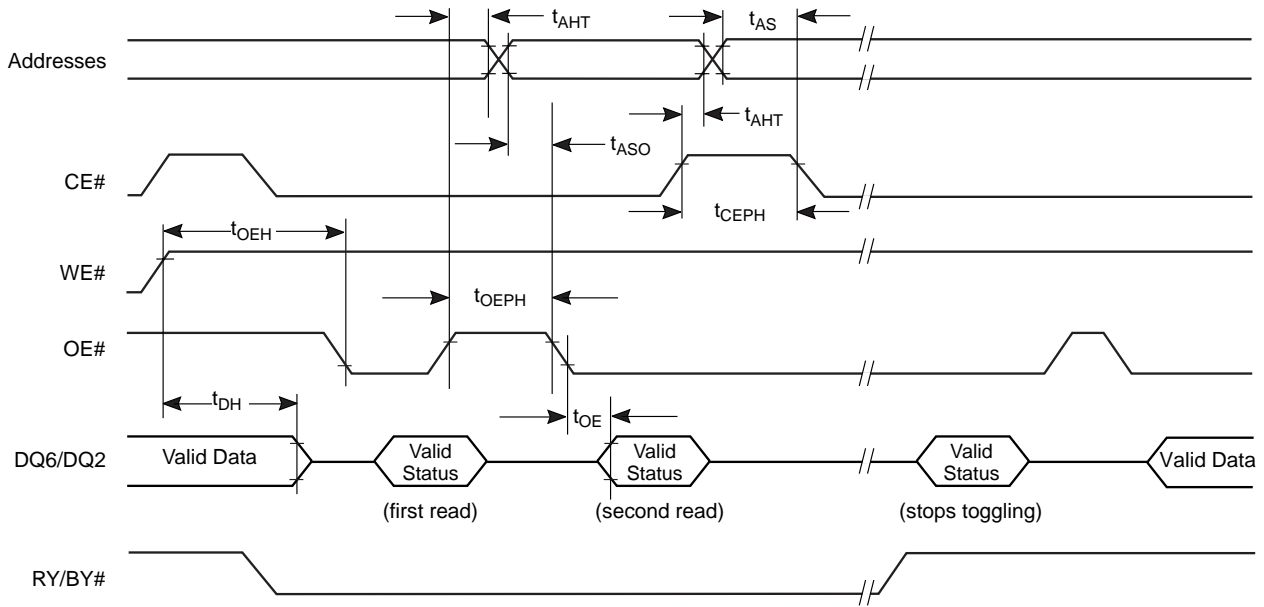 tAHT
tAS
Addresses
tAHT
tASO
CE#
tCEPH
tOEH
WE#
tOEPH
OE#
tDH
tOE
DQ6/DQ2
Valid Data
Valid
Status
Valid
Status
Valid
Status
Valid Data
(first read)
(second read)
(stops toggling)
RY/BY#